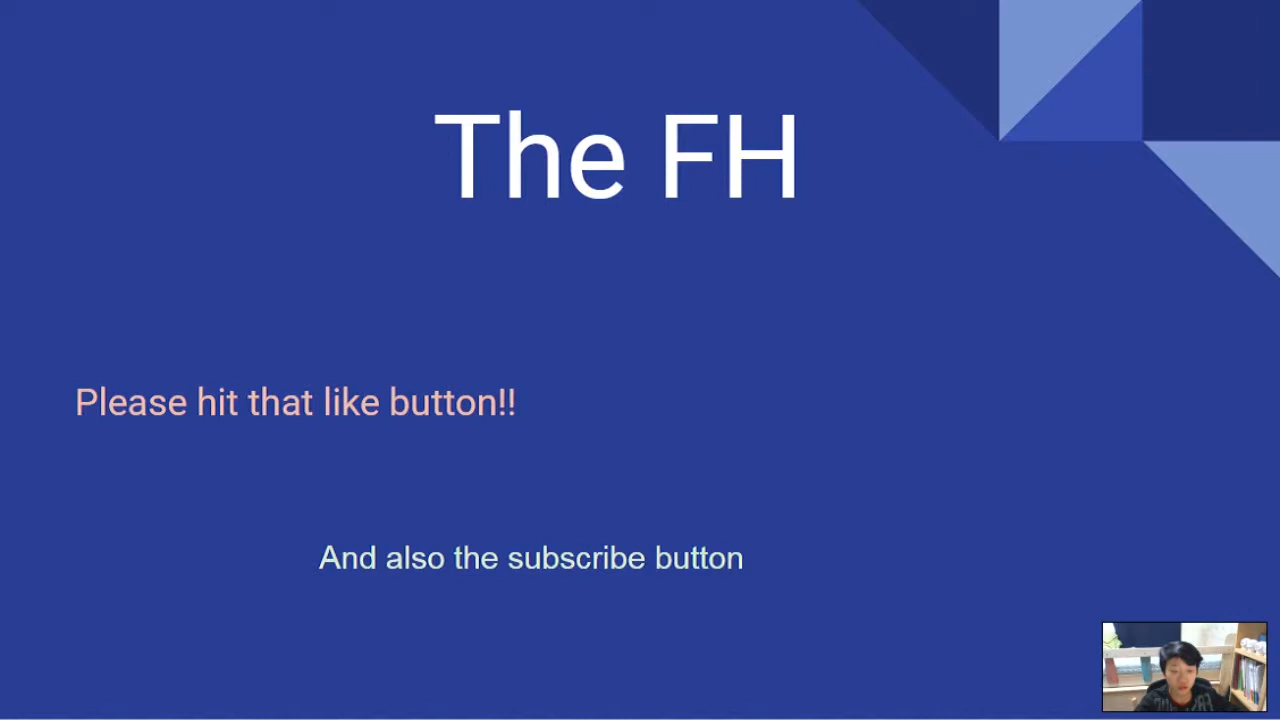 The FH
Please hit that like button!!
And also the subscribe button